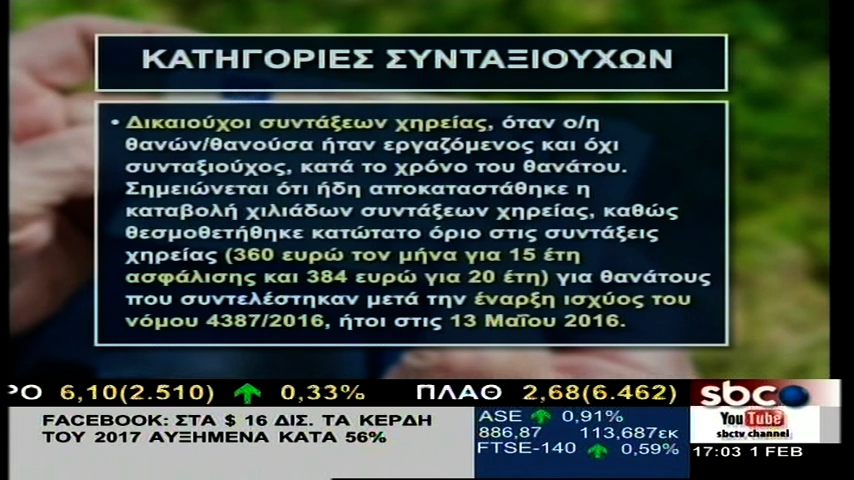 ΚΑΤΗΓΟΡΙΕΣ ΣΥΝΤΑΞΙΟΥΧΩΝ
• Δικαιούχοι συντάξεων χηρείας, όταν ο/η
θανών/θανούσα ήταν εργαζόμενος και όχι
συνταξιούχος, κατά το χρόνο του θανάτου.
Σημειώνεται ότι ήδη αποκαταστάθηκε η
καταβολή χιλιάδων συντάξεων χηρείας, καθώς
θεσμοθετήθηκε κατώτατο όριο στις συντάξεις
χηρείας (360 ευρώ τον μήνα για 15 έτη
ασφάλισης και 384 ευρώ για 20 έτη) για θανάτους
που συντελέστηκαν μετά την έναρξη ισχύος του
νόμου 4387/2016, ήτοι στις 13 Μαΐου 2016.
ΡΟ 6,10(2.510) 0,33% ΠΛΑΘ 2,68(6.462)
sbc
FACEBOOK: ΣΤΑ $ 16 ΔΙΣ. ΤΑ ΚΕΡΔΗ
ΤΟΥ 2017 ΑΥΞΗΜΕΝΑ ΚΑΤΑ 56%
ASE 0,91%
886,87 113,687εκ
FTSE-140 0,59%
YouTube
sbctv channel
17:03 1 FEB